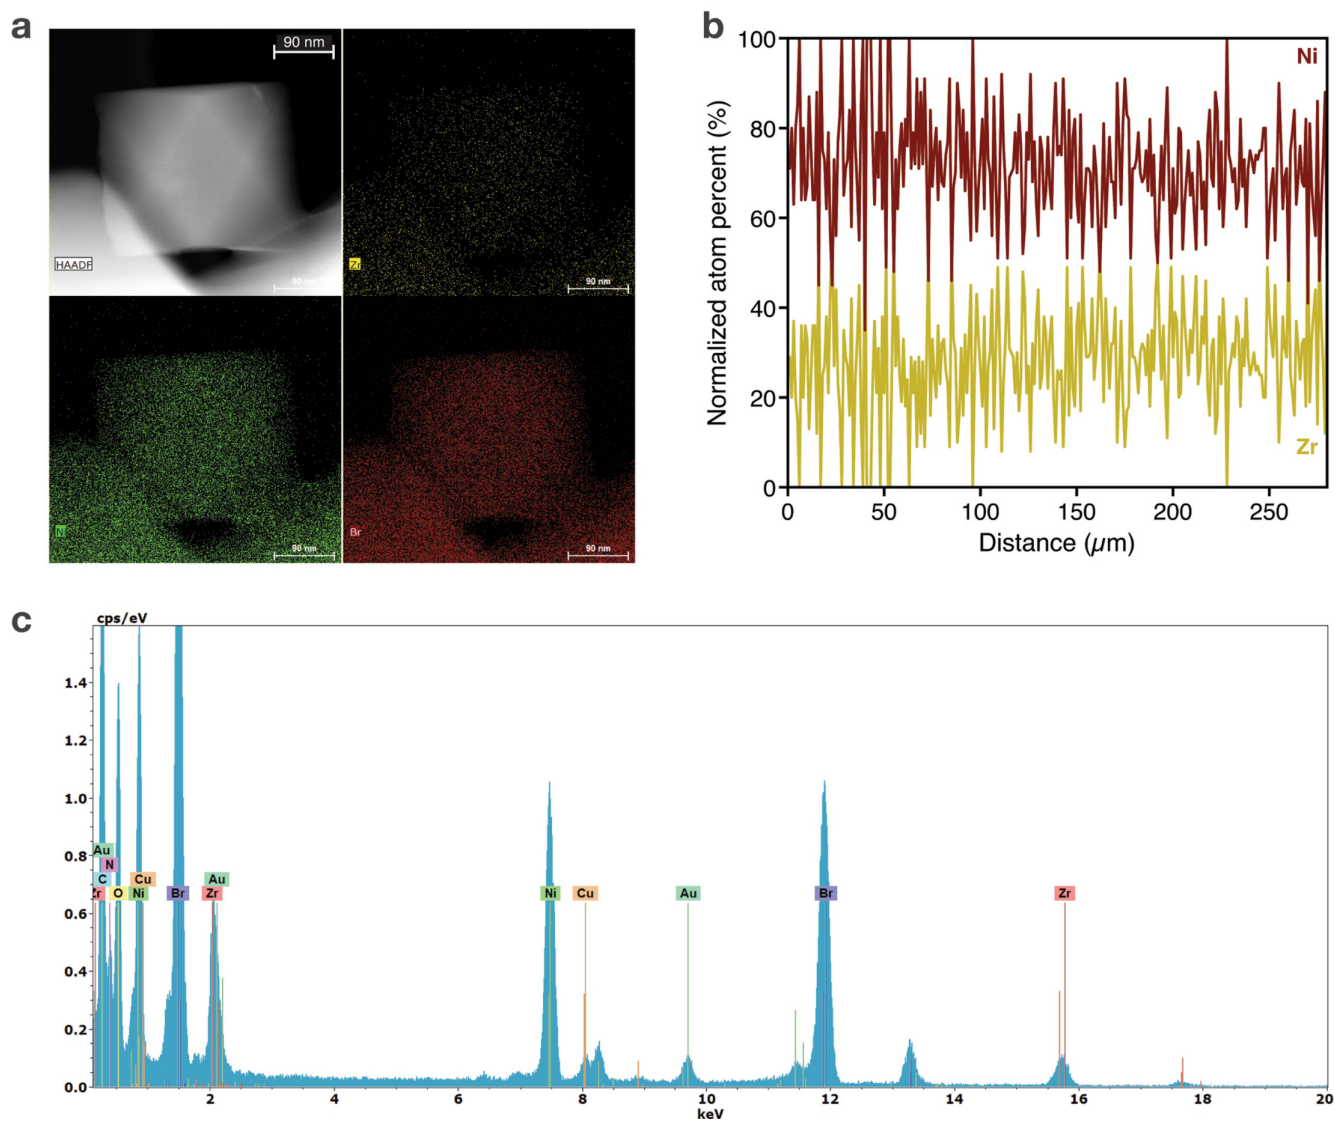 a
90 nm
HAADF
90 nm
Zr
90 nm
N
90 nm
Br
90 nm
b
Normalized atom percent (%)
100
80
60
40
20
0
Ni
Zr
0 50 100 150 200 250
Distance (µm)
c
cps/eV
1.4
1.2
1.0
0.8
0.6
0.4
0.2
0.0
Au
N
C Cu Au
Zr O Ni Br Zr Ni Cu Au Br Zr
2 4 6 8 10 12 14 16 18 20
keV